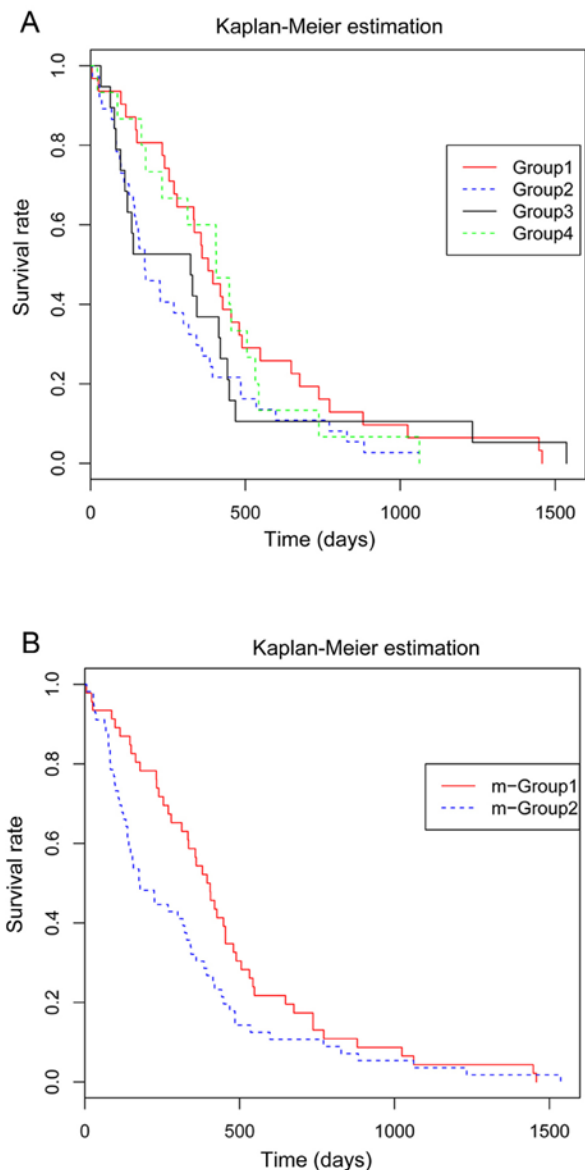 A
Kaplan-Meier estimation
Survival rate
1.0
0.8
0.6
0.4
0.2
0.0
Group1
Group2
Group3
Group4
0 500 1000 1500
Time (days)
B
Kaplan-Meier estimation
Survival rate
1.0
0.8
0.6
0.4
0.2
0.0
m-Group1
m-Group2
0 500 1000 1500
Time (days)